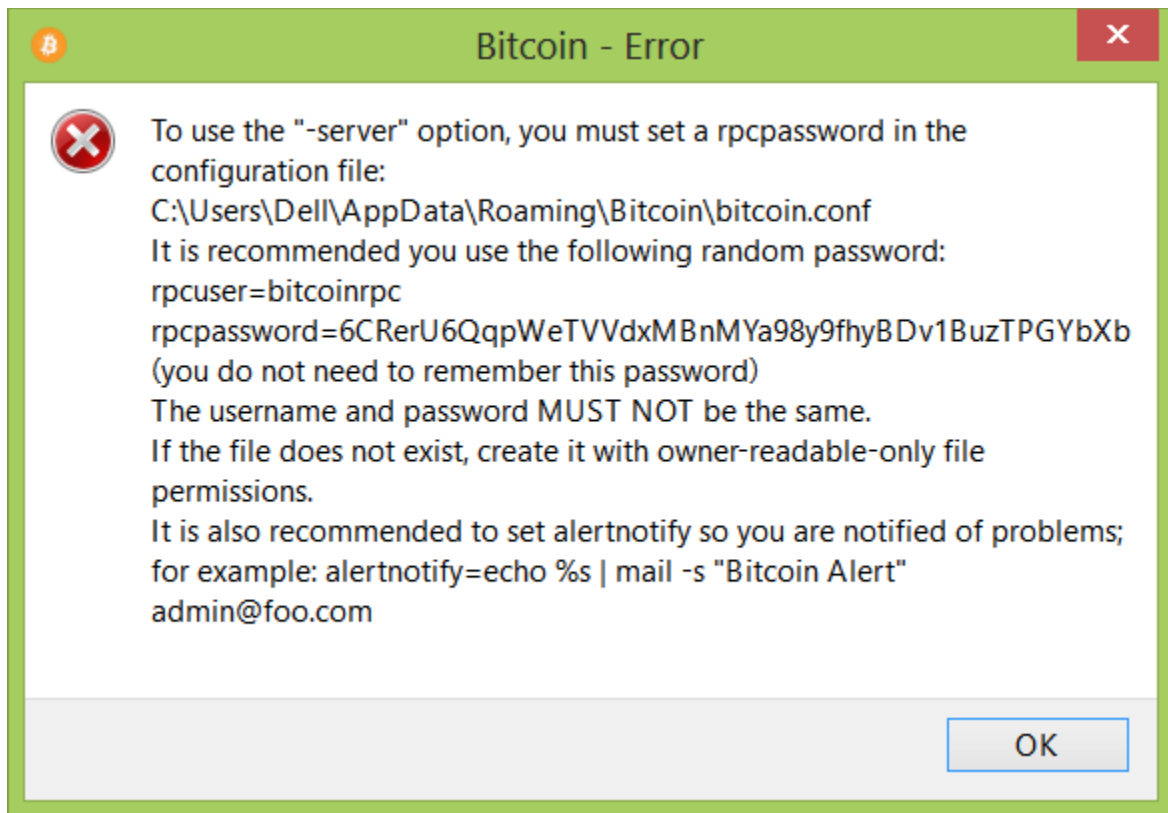 Bitcoin - Error
To use the "-server" option, you must set a rpcpassword in the
configuration file:
C:\Users\Dell\AppData\Roaming\Bitcoin\bitcoin.conf
It is recommended you use the following random password:
rpcuser=bitcoinrpc
rpcpassword=6CRerU6QqpWeTVVdxMBnMYa98y9fhyBDv1BuzTPGYbXb
(you do not need to remember this password)
The username and password MUST NOT be the same.
If the file does not exist, create it with owner-readable-only file
permissions.
It is also recommended to set alertnotify so you are notified of problems;
for example: alertnotify=echo %s | mail -s "Bitcoin Alert"
admin@foo.com
OK